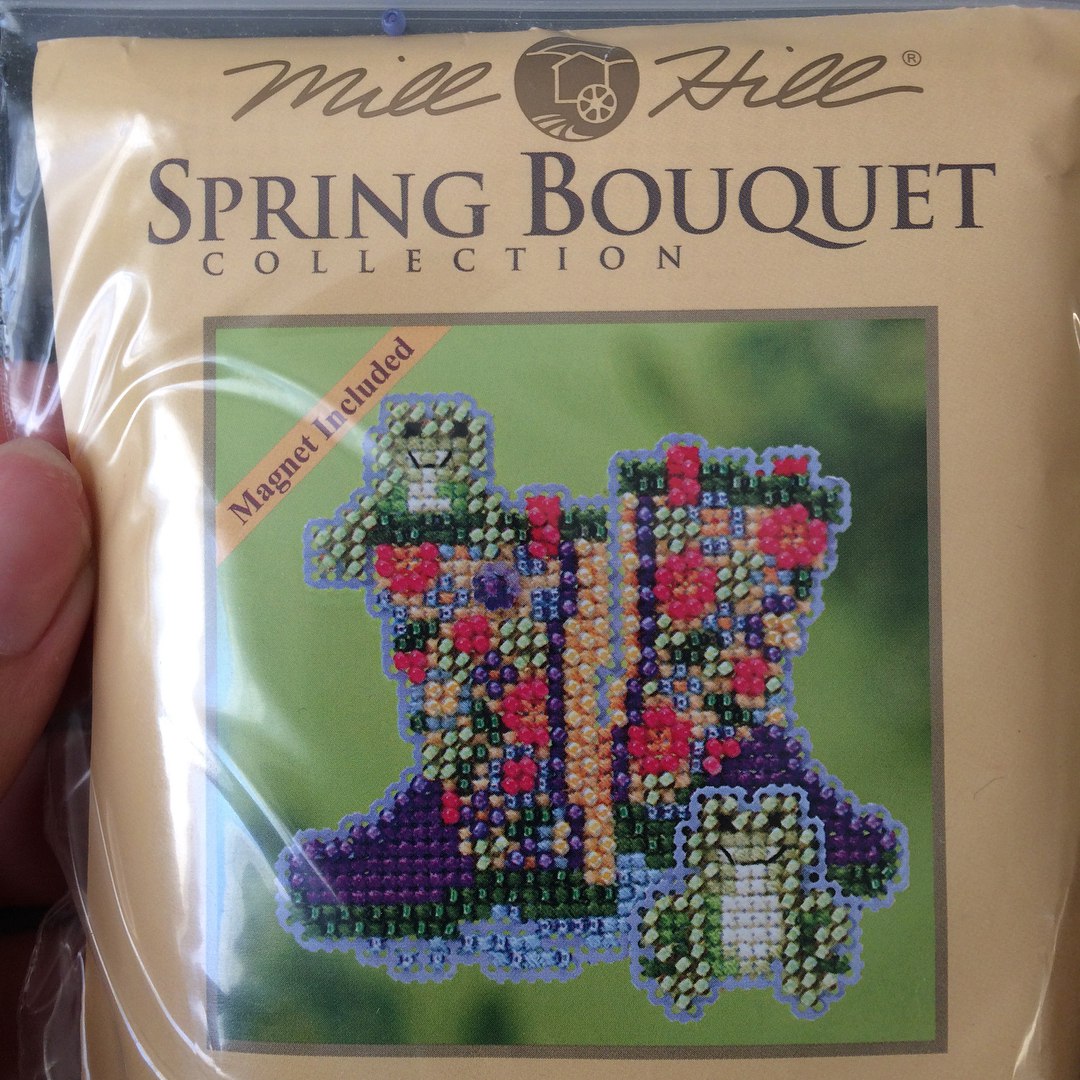 Mill Hill®
SPRING BOUQUET
COLLECTION
Magnet Included